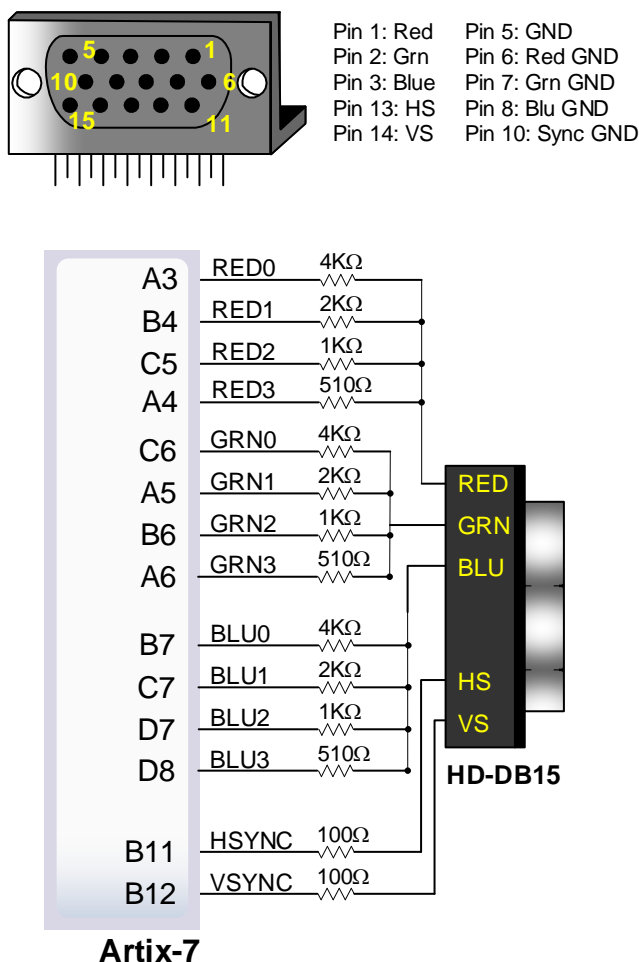 5 1
10 6
15 11
Pin 1: Red Pin 5: GND
Pin 2: Grn Pin 6: Red GND
Pin 3: Blue Pin 7: Grn GND
Pin 13: HS Pin 8: Blu GND
Pin 14: VS Pin 10: Sync GND
A3 RED0 4KΩ
B4 RED1 2KΩ
C5 RED2 1KΩ
A4 RED3 510Ω
C6 GRN0 4KΩ
A5 GRN1 2KΩ
B6 GRN2 1KΩ
A6 GRN3 510Ω
B7 BLU0 4KΩ
C7 BLU1 2KΩ
D7 BLU2 1KΩ
D8 BLU3 510Ω
B11 HSYNC 100Ω
B12 VSYNC 100Ω
RED
GRN
BLU
HS
VS
HD-DB15
Artix-7